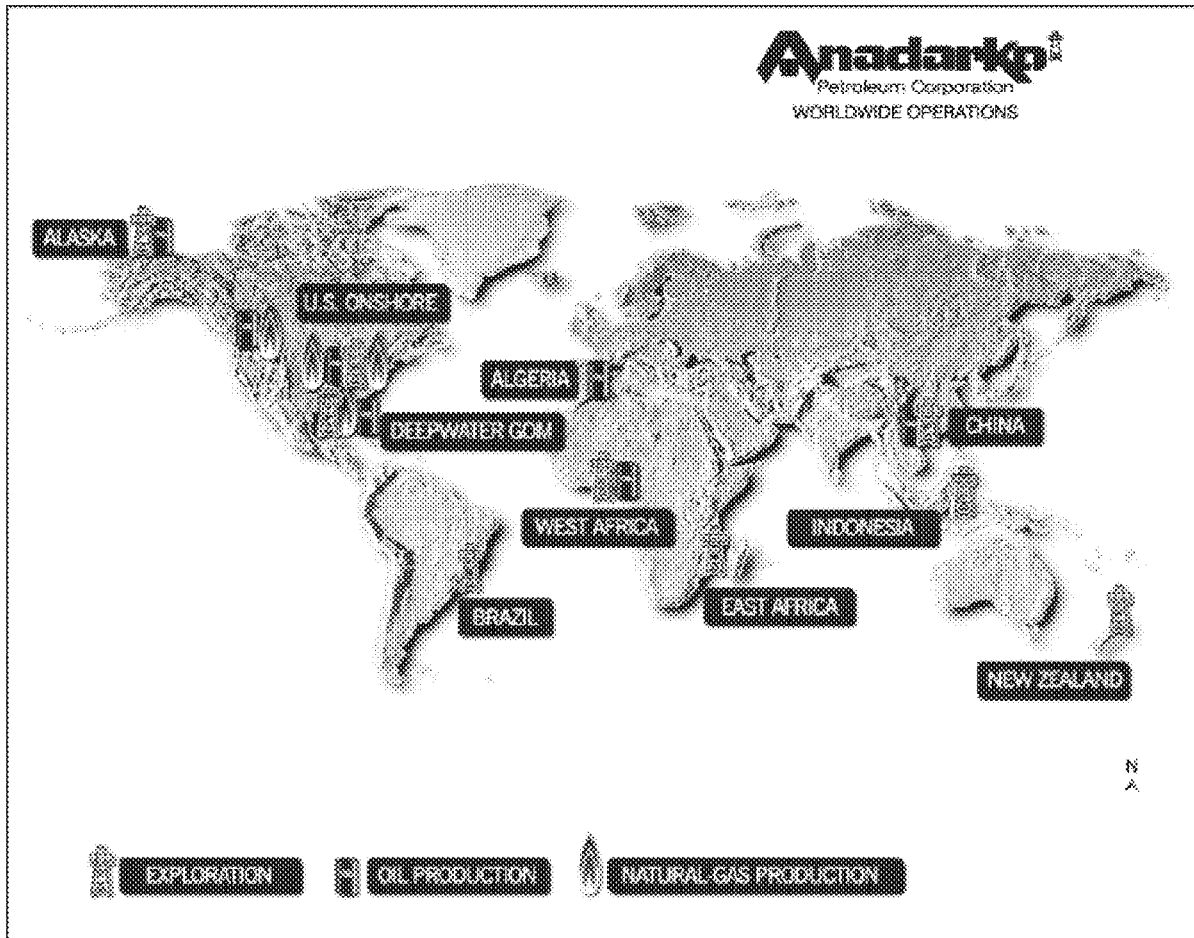 Anadarko
Petroleum Corporation
WORLDWIDE OPERATIONS
ALASKA
U.S. ONSHORE
ALGERIA
DEEPWATER GOM
CHINA
WEST AFRICA
INDONESIA
BRAZIL
EAST AFRICA
NEW ZEALAND
N
EXPLORATION
OIL PRODUCTION
NATURAL GAS PRODUCTION